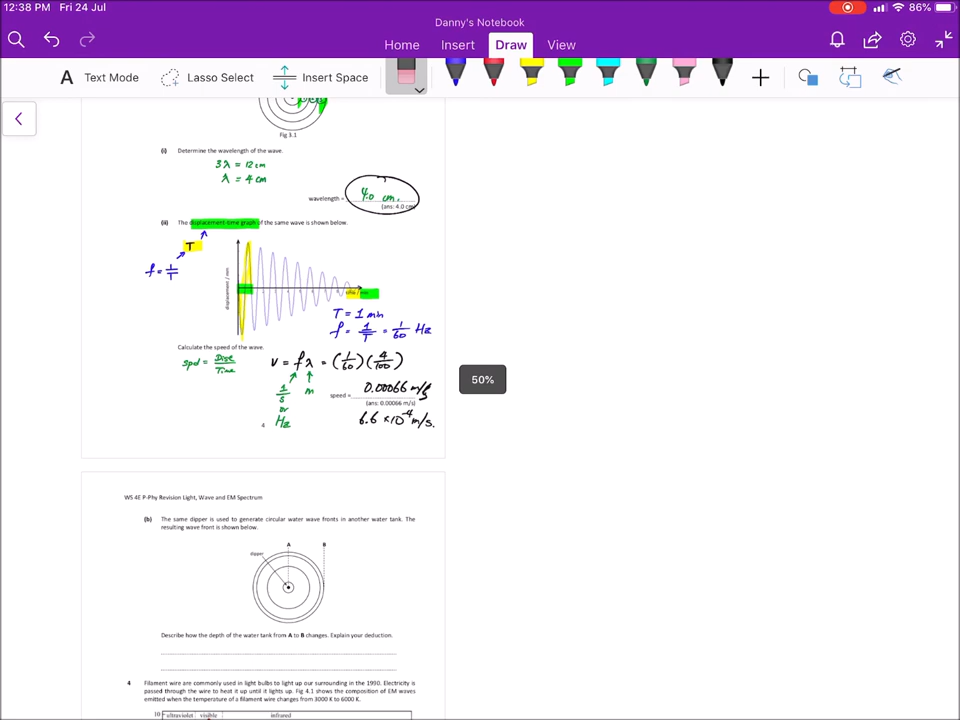 12:38 PM Fri 24 Jul
86%
Danny's Notebook
Home Insert Draw View
A Text Mode Lasso Select Insert Space
Fig 3.1
(i) Determine the wavelength of the wave.
3λ = 12 cm
λ = 4 cm
wavelength = 4.0 cm.
(ans: 4.0 cm)
(ii) The displacement-time graph of the same wave is shown below.
T
f = 1/T
displacement / mm
T = 1 min
f = 1/T = 1/60 Hz
Calculate the speed of the wave.
spd = Dist/Time
v = fλ = (1/60)(4/100)
1/s or Hz
m
speed = 0.00066 m/s
(ans: 0.00066 m/s)
6.6 × 10⁻⁴ m/s.
4
50%
WS 4E P-Phy Revision Light, Wave and EM Spectrum
(b) The same dipper is used to generate circular water wave fronts in another water tank. The
resulting wave front is shown below.
A B
dipper
Describe how the depth of the water tank from A to B changes. Explain your deduction.
4 Filament wire are commonly used in light bulbs to light up our surrounding in the 1990. Electricity is
passed through the wire to heat it up until it lights up. Fig 4.1 shows the composition of EM waves
emitted when the temperature of a filament wire changes from 3000 K to 6000 K.
10 ultraviolet visible infrared